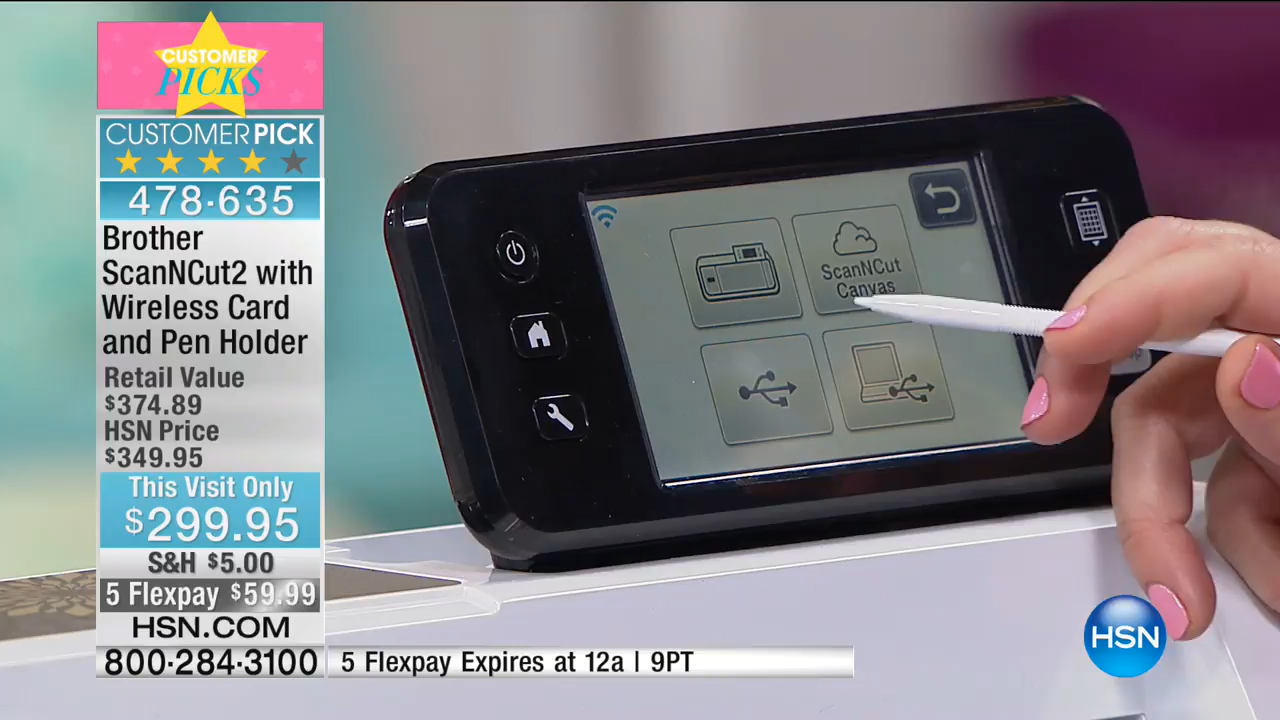 CUSTOMER
PICKS
CUSTOMER PICK
478-635
Brother
ScanNCut2 with
Wireless Card
and Pen Holder
Retail Value
$374.89
HSN Price
$349.95
This Visit Only
$299.95
S&H $5.00
5 Flexpay $59.99
HSN.COM
800-284-3100
5 Flexpay Expires at 12a | 9PT
ScanNCut
Canvas
HSN